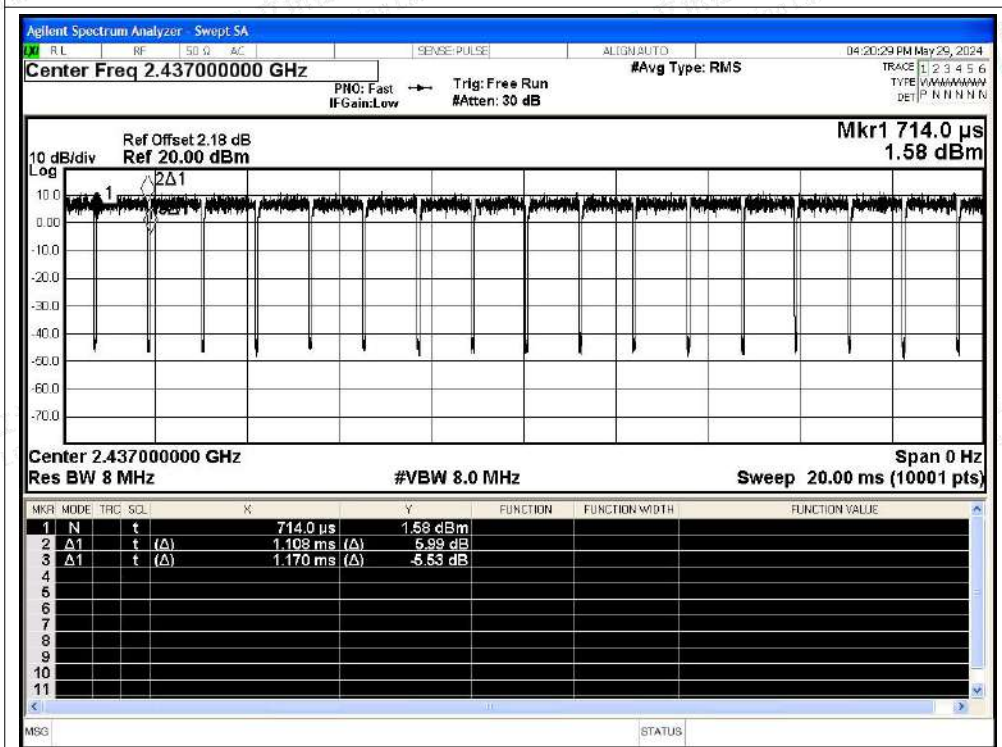 Agilent Spectrum Analyzer - Swept SA
LXI RL RF 50 Ω AC SENSE:PULSE ALIGN AUTO 04:20:29 PM May 29, 2024
Center Freq 2.437000000 GHz #Avg Type: RMS TRACE 1 2 3 4 5 6
PNO: Fast Trig: Free Run TYPE
IFGain:Low #Atten: 30 dB DET P N N N N N
Mkr1 714.0 µs
Ref Offset 2.18 dB
10 dB/div Ref 20.00 dBm 1.58 dBm
Log
2Δ1
1
10.0
0.00
-10.0
-20.0
-30.0
-40.0
-50.0
-60.0
-70.0
Center 2.437000000 GHz Span 0 Hz
Res BW 8 MHz #VBW 8.0 MHz Sweep 20.00 ms (10001 pts)
MKR MODE TRC SCL X Y FUNCTION FUNCTION WIDTH FUNCTION VALUE
1 N t 714.0 µs 1.58 dBm
2 Δ1 t (Δ) 1.108 ms (Δ) 5.99 dB
3 Δ1 t (Δ) 1.170 ms (Δ) -5.53 dB
4
5
6
7
8
9
10
11
MSG STATUS